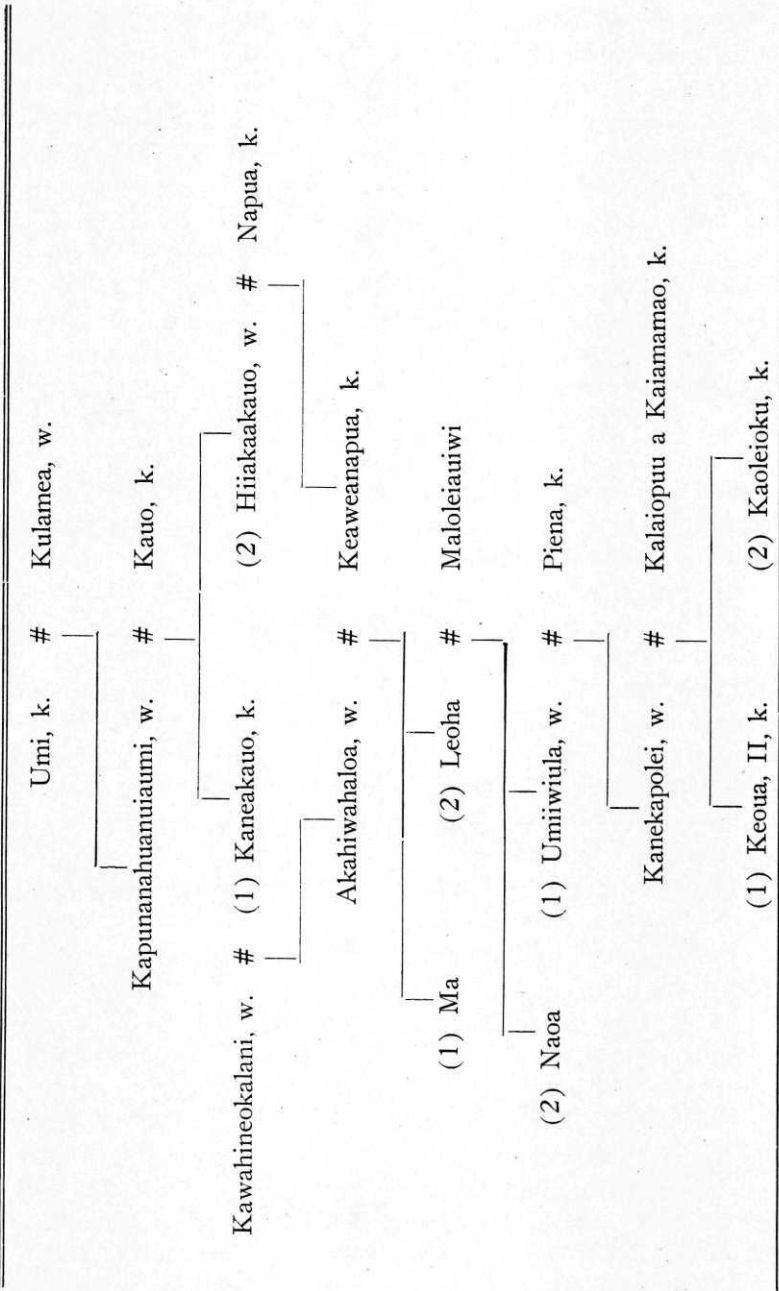 Umi, k. # Kulamea, w.
Kapunanahuanuiaumi, w. # Kauo, k.
Kawahineokalani, w. # (1) Kaneakauo, k. (2) Hiiakaakauo, w. # Napua, k.
Akahiwahaloa, w. # Keaweanapua, k.
(1) Ma (2) Leoha # Maloleiauiwi
(2) Naoa (1) Umiiwiula, w. # Piena, k.
Kanekapolei, w. # Kalaiopuu a Kaiamamao, k.
(1) Keoua, II, k. (2) Kaoleioku, k.